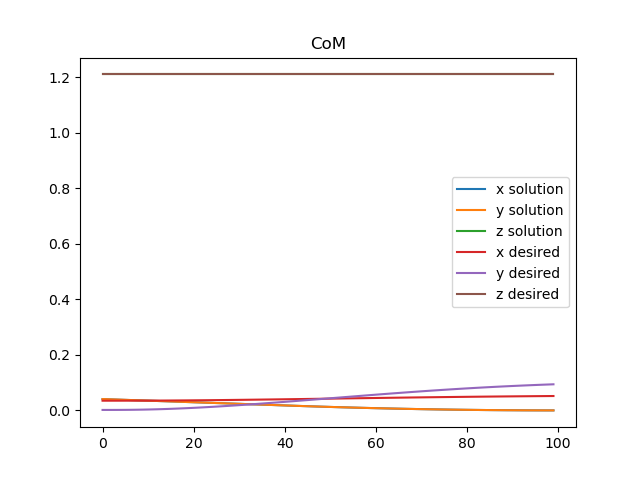 CoM
1.2
1.0
0.8
0.6
0.4
0.2
0.0
x solution
y solution
z solution
x desired
y desired
z desired
0 20 40 60 80 100